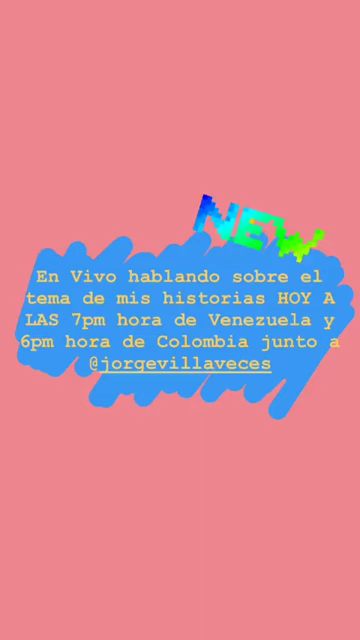 NEW
En Vivo hablando sobre el
tema de mis historias HOY A
LAS 7pm hora de Venezuela y
6pm hora de Colombia junto a
@jorgevillaveces